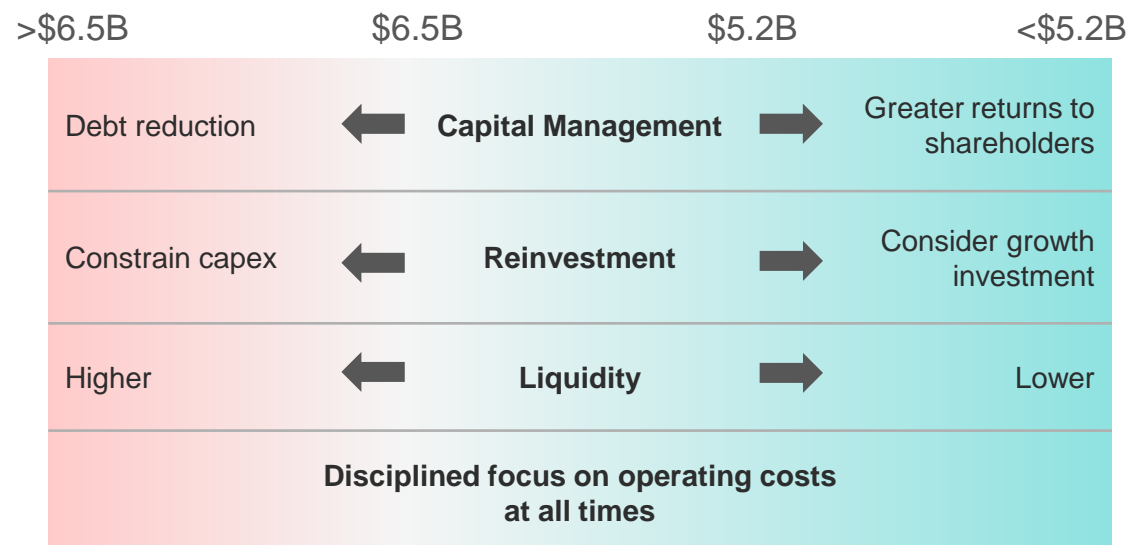 >$6.5B $6.5B $5.2B <$5.2B
Debt reduction Capital Management Greater returns to
shareholders
Constrain capex Reinvestment Consider growth
investment
Higher Liquidity Lower
Disciplined focus on operating costs
at all times